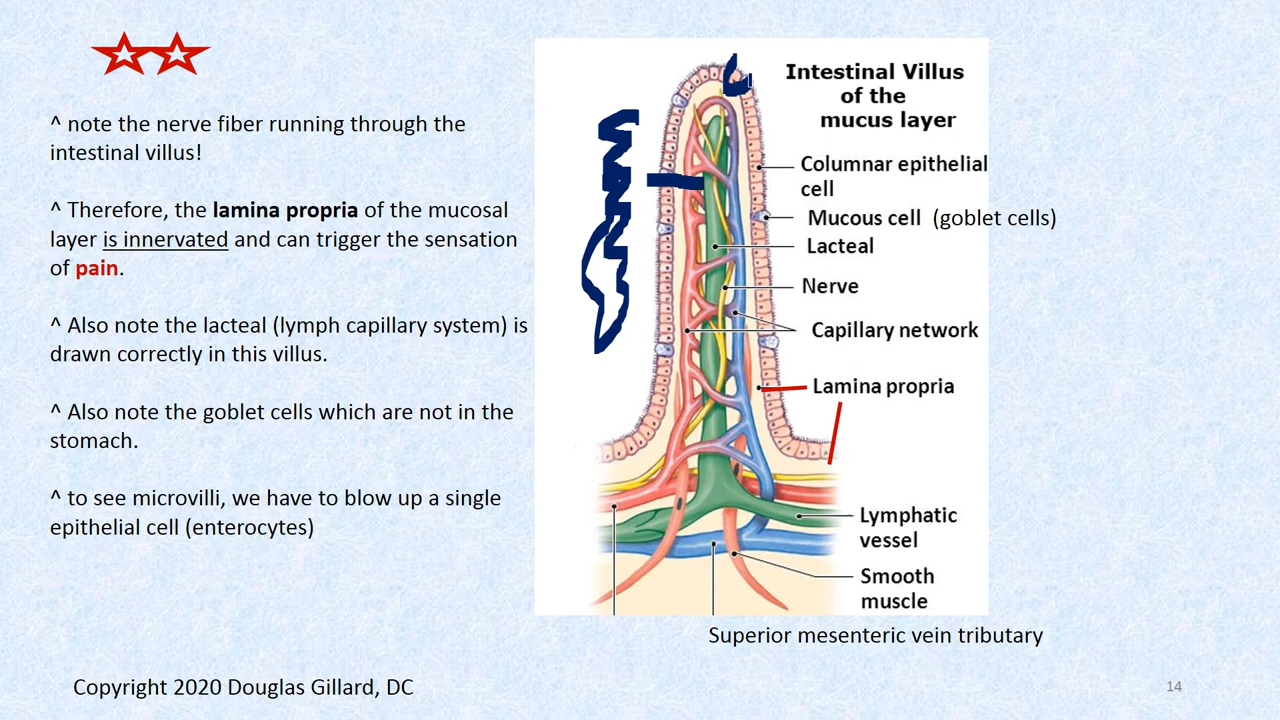 ^ note the nerve fiber running through the
intestinal villus!
^ Therefore, the lamina propria of the mucosal
layer is innervated and can trigger the sensation
of pain.
^ Also note the lacteal (lymph capillary system) is
drawn correctly in this villus.
^ Also note the goblet cells which are not in the
stomach.
^ to see microvilli, we have to blow up a single
epithelial cell (enterocytes)
Intestinal Villus
of the
mucus layer
Columnar epithelial
cell
Mucous cell (goblet cells)
Lacteal
Nerve
Capillary network
Lamina propria
Lymphatic
vessel
Smooth
muscle
Superior mesenteric vein tributary
Copyright 2020 Douglas Gillard, DC
14